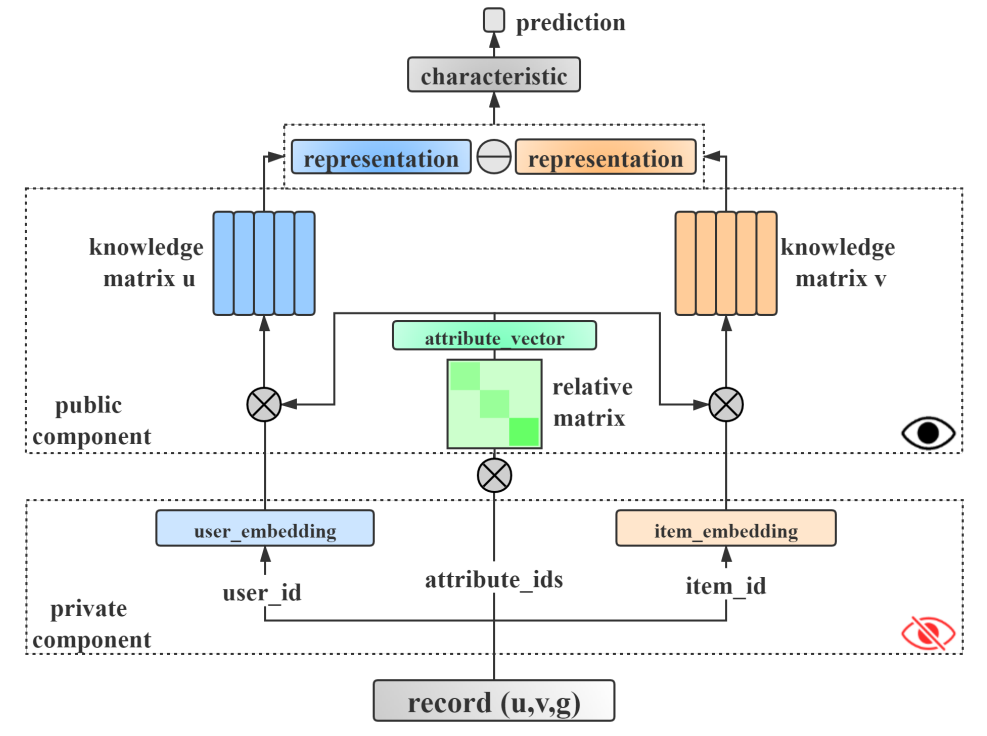 prediction
characteristic
representation
representation
knowledge
matrix u
knowledge
matrix v
attribute_vector
relative
matrix
public
component
user_embedding
item_embedding
user_id
attribute_ids
item_id
private
component
record (u,v,g)